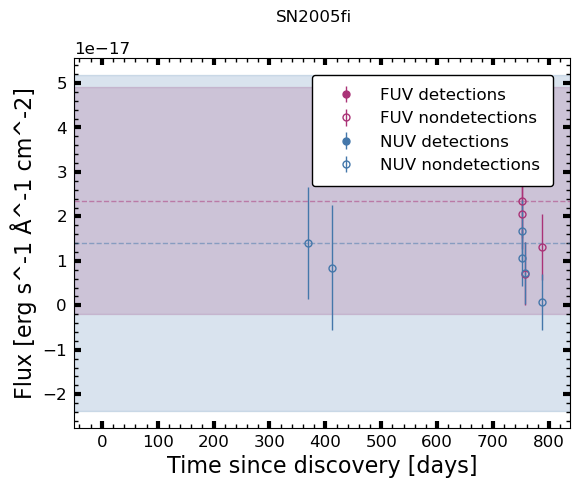 SN2005fi
1e−17
FUV detections
FUV nondetections
NUV detections
NUV nondetections
5
4
3
2
1
0
−1
−2
Flux [erg s^-1 Å^-1 cm^-2]
0 100 200 300 400 500 600 700 800
Time since discovery [days]